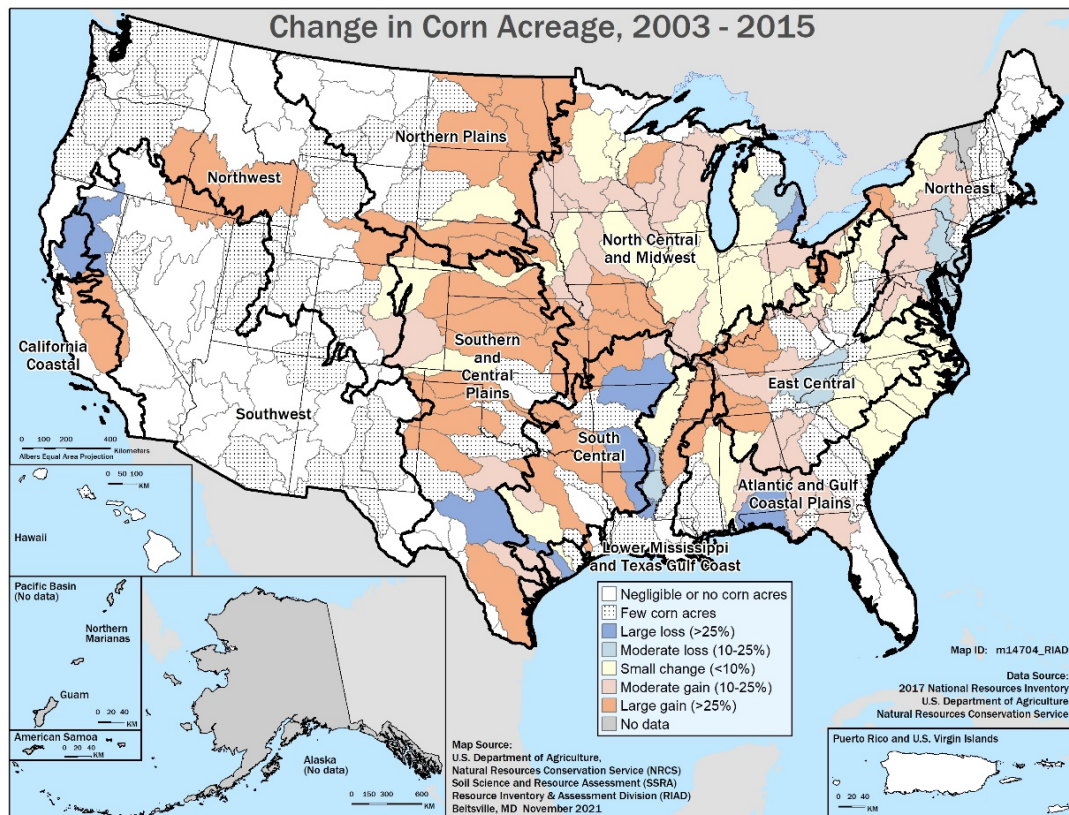 Change in Corn Acreage, 2003 - 2015
Northern Plains
Northwest
Northeast
North Central
and Midwest
California
Coastal
Southern
and
Central
Plains
East Central
Southwest
South
Central
Atlantic and Gulf
Coastal Plains
Lower Mississippi
and Texas Gulf Coast
0 100 200 400
Kilometers
Albers Equal Area Projection
0 50 100
KM
Hawaii
Pacific Basin
(No data)
Northern
Marianas
Guam
0 20 40
KM
American Samoa
0 20 40
KM
Alaska
(No data)
0 150 300 600
KM
Negligible or no corn acres
Few corn acres
Large loss (>25%)
Moderate loss (10-25%)
Small change (<10%)
Moderate gain (10-25%)
Large gain (>25%)
No data
Map ID: m14704_RIAD
Data Source:
2017 National Resources Inventory
U.S. Department of Agriculture
Natural Resources Conservation Service
Map Source:
U.S. Department of Agriculture,
Natural Resources Conservation Service (NRCS)
Soil Science and Resource Assessment (SSRA)
Resource Inventory & Assessment Division (RIAD)
Beltsville, MD November 2021
Puerto Rico and U.S. Virgin Islands
0 20 40
KM